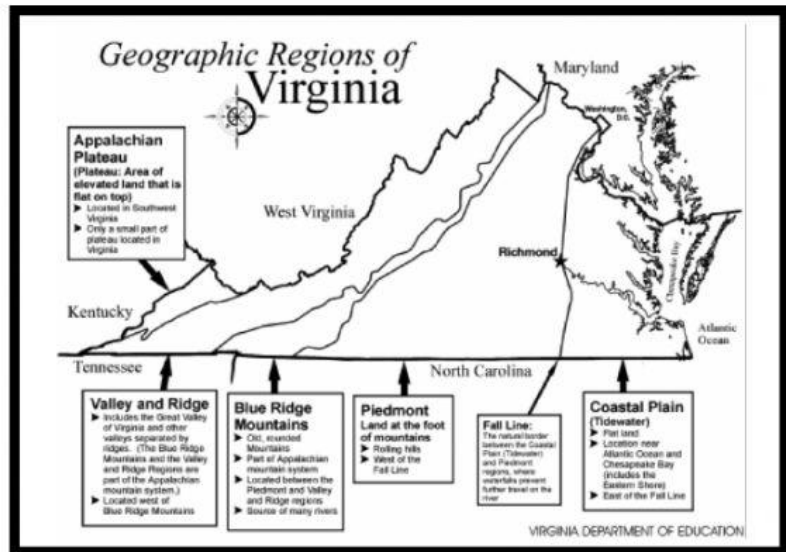 Geographic Regions of
Virginia
Maryland
Washington,
D.C.
Appalachian
Plateau
(Plateau: Area of
elevated land that is
flat on top)
Located in Southwest
Virginia
Only a small part of
plateau located in
Virginia
West Virginia
Richmond
Chesapeake Bay
Kentucky
Atlantic
Ocean
Tennessee
North Carolina
Valley and Ridge
Includes the Great Valley
of Virginia and other
valleys separated by
ridges. (The Blue Ridge
Mountains and the Valley
and Ridge Regions are
part of the Appalachian
mountain system.)
Located west of
Blue Ridge Mountains
Blue Ridge
Mountains
Old, rounded
Mountains
Part of Appalachian
mountain system
Located between the
Piedmont and Valley
and Ridge regions
Source of many rivers
Piedmont
Land at the foot
of mountains
Rolling hills
West of the
Fall Line
Fall Line:
The natural border
between the Coastal
Plain (Tidewater)
and Piedmont
regions, where
waterfalls prevent
further travel on the
river
Coastal Plain
(Tidewater)
Flat land
Location near
Atlantic Ocean and
Chesapeake Bay
(includes the
Eastern Shore)
East of the Fall Line
VIRGINIA DEPARTMENT OF EDUCATION